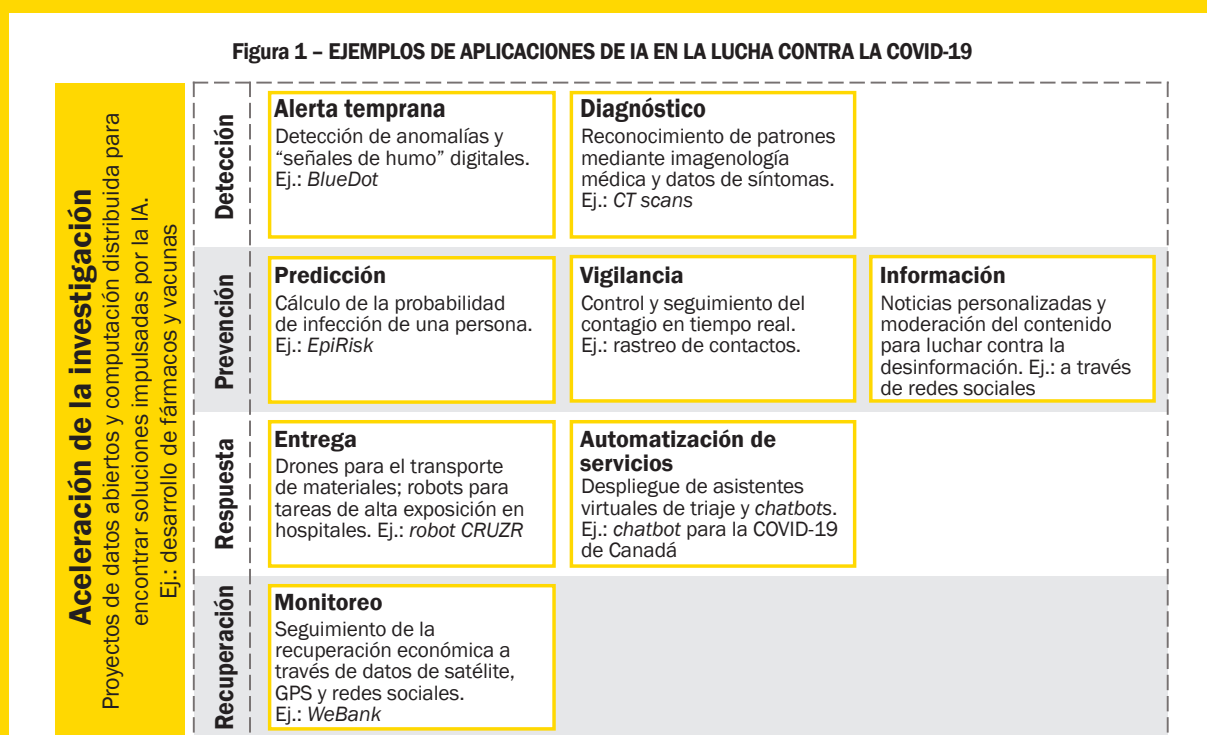 Figura 1 – EJEMPLOS DE APLICACIONES DE IA EN LA LUCHA CONTRA LA COVID-19
Aceleración de la investigación
Proyectos de datos abiertos y computación distribuida para
encontrar soluciones impulsadas por la IA.
Ej.: desarrollo de fármacos y vacunas
Detección
Alerta temprana
Detección de anomalías y
“señales de humo” digitales.
Ej.: BlueDot
Diagnóstico
Reconocimiento de patrones
mediante imagenología
médica y datos de síntomas.
Ej.: CT scans
Prevención
Predicción
Cálculo de la probabilidad
de infección de una persona.
Ej.: EpiRisk
Vigilancia
Control y seguimiento del
contagio en tiempo real.
Ej.: rastreo de contactos.
Información
Noticias personalizadas y
moderación del contenido
para luchar contra la
desinformación. Ej.: a través
de redes sociales
Respuesta
Entrega
Drones para el transporte
de materiales; robots para
tareas de alta exposición en
hospitales. Ej.: robot CRUZR
Automatización de
servicios
Despliegue de asistentes
virtuales de triaje y chatbots.
Ej.: chatbot para la COVID-19
de Canadá
Recuperación
Monitoreo
Seguimiento de la
recuperación económica a
través de datos de satélite,
GPS y redes sociales.
Ej.: WeBank